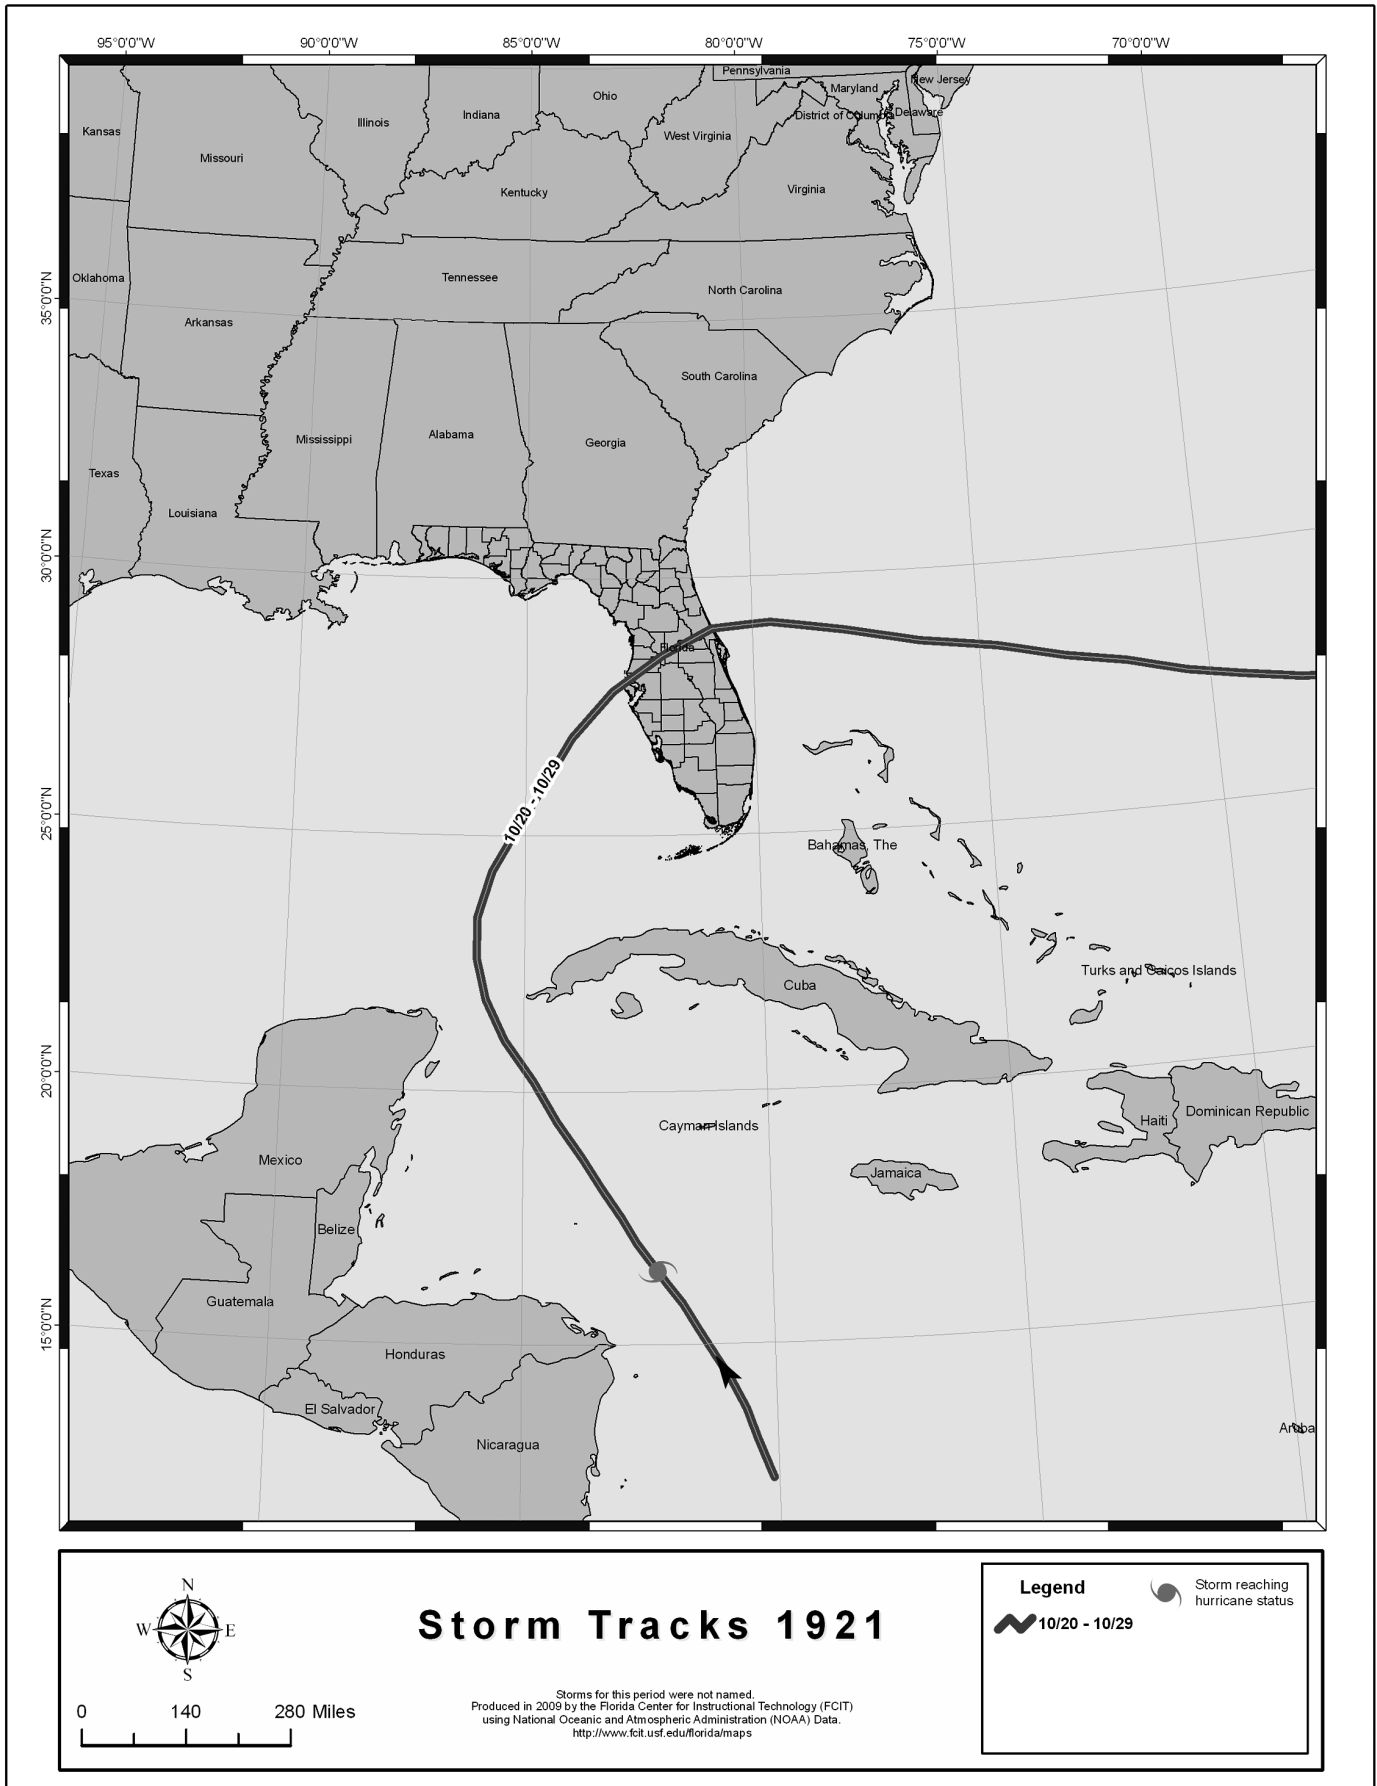 95°0'0"W 90°0'0"W 85°0'0"W 80°0'0"W 75°0'0"W 70°0'0"W
Pennsylvania
New Jersey
Ohio
Maryland
Indiana
Delaware
District of Columbia
Illinois
Kansas
West Virginia
Missouri
Virginia
Kentucky
Oklahoma
Tennessee
35°0'0"N
North Carolina
Arkansas
South Carolina
Mississippi
Alabama
Georgia
Texas
Louisiana
30°0'0"N
Florida
10/20 - 10/29
25°0'0"N
Bahamas, The
Turks and Caicos Islands
Cuba
20°0'0"N
Cayman Islands
Haiti
Dominican Republic
Mexico
Jamaica
Belize
Guatemala
15°0'0"N
Honduras
El Salvador
Nicaragua
Aruba
N
W E
S
0 140 280 Miles
Storm Tracks 1921
Storms for this period were not named.
Produced in 2009 by the Florida Center for Instructional Technology (FCIT)
using National Oceanic and Atmospheric Administration (NOAA) Data.
http://www.fcit.usf.edu/florida/maps
Legend
10/20 - 10/29
Storm reaching
hurricane status